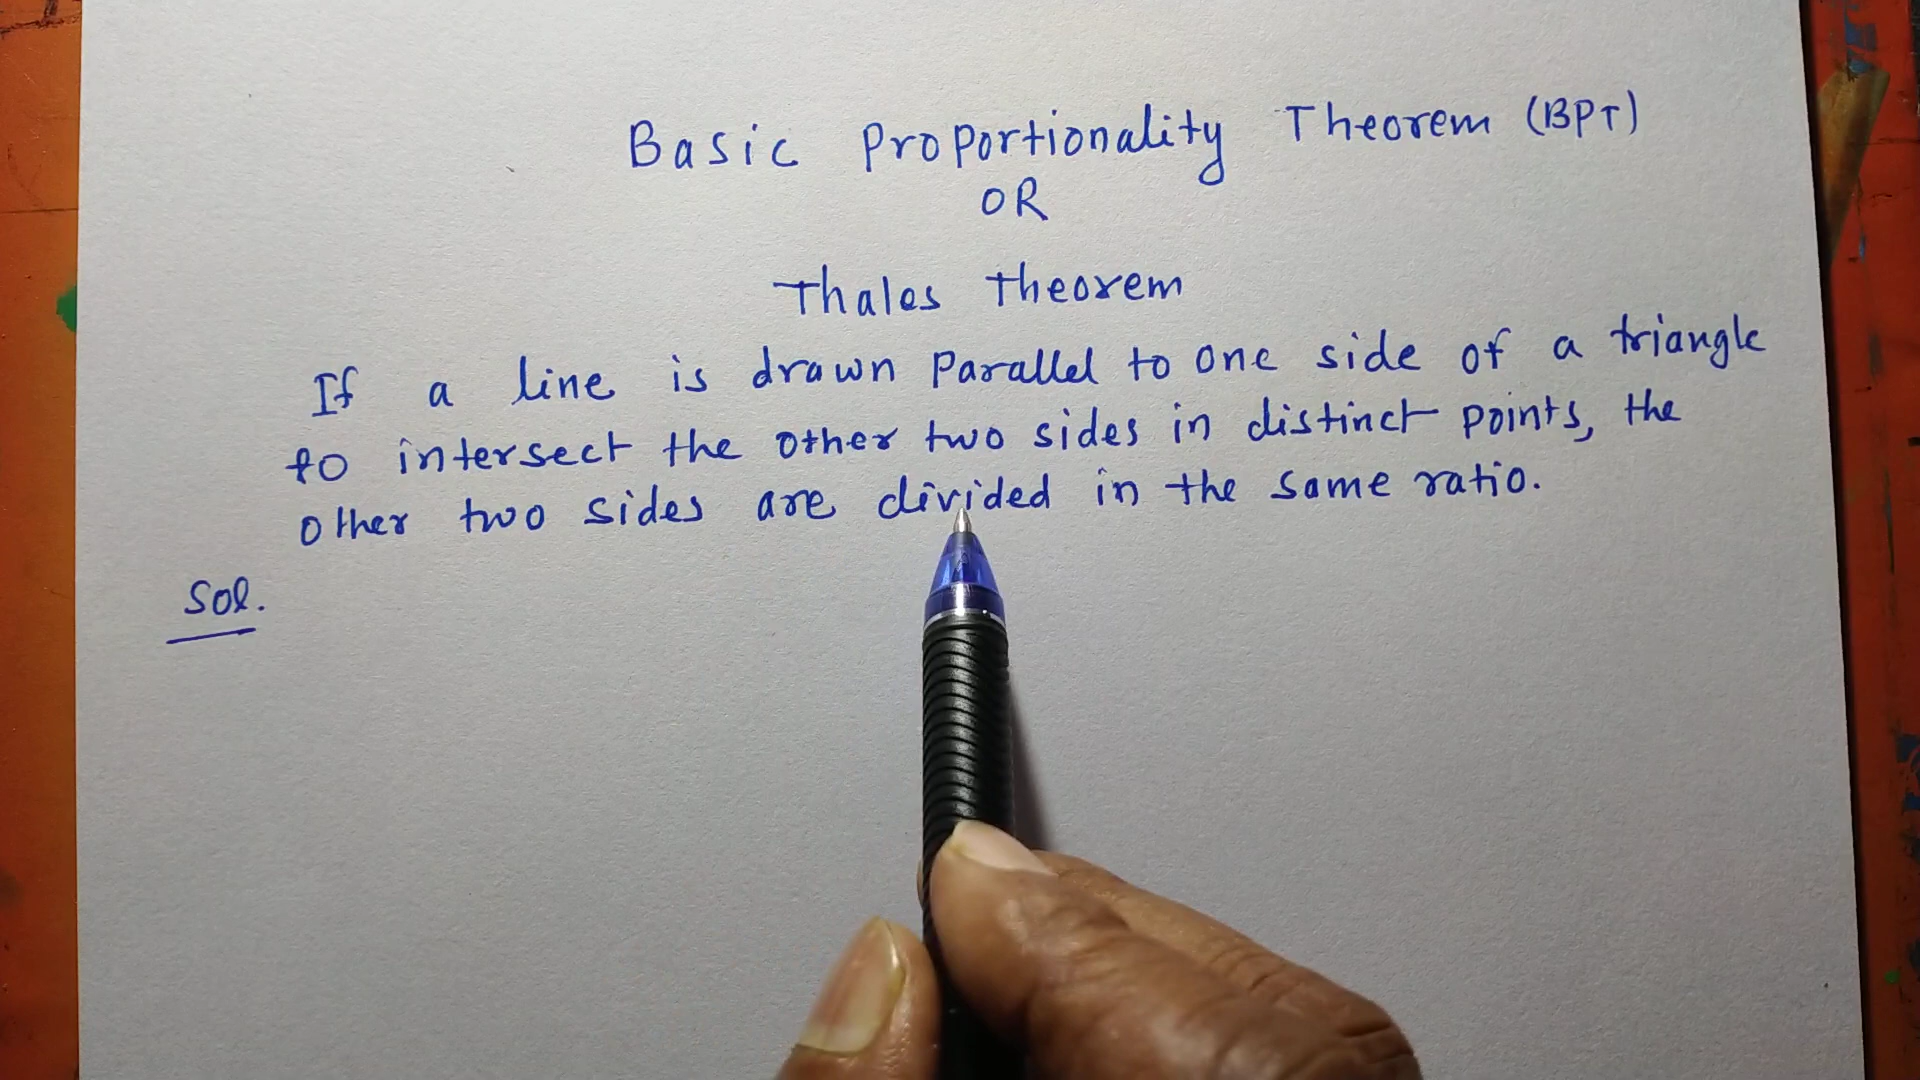 Basic Proportionality Theorem (BPT)
OR
Thales Theorem
If a line is drawn Parallel to one side of a triangle
to intersect the other two sides in distinct points, the
other two sides are divided in the same ratio.
Sol.